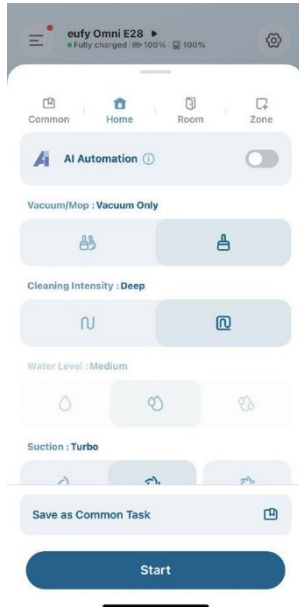 eufy Omni E28 ▶
Fully charged 100% 100%
Common Home Room Zone
Ai AI Automation
Vacuum/Mop : Vacuum Only
Cleaning Intensity : Deep
Water Level : Medium
Suction : Turbo
Save as Common Task
Start